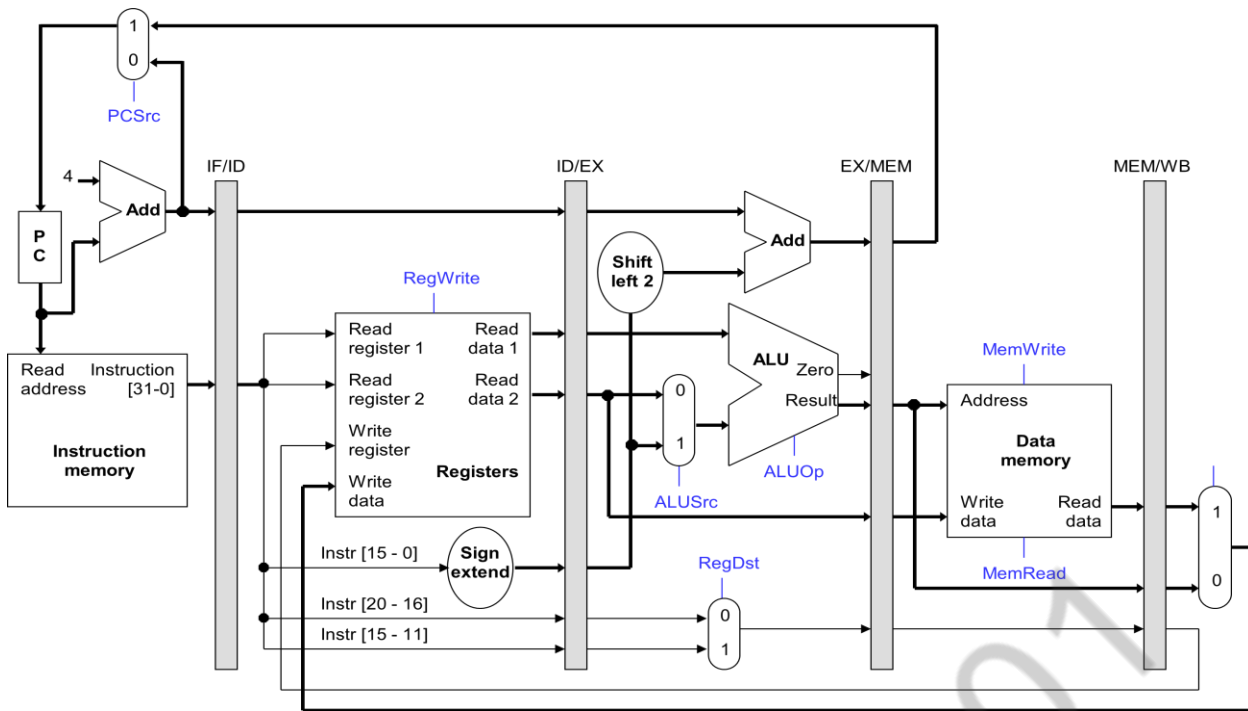 1
0
PCSrc
IF/ID
ID/EX
EX/MEM
MEM/WB
4
Add
P
C
Add
Shift
left 2
RegWrite
Read
register 1
Read
data 1
Read
register 2
Read
data 2
Write
register
Write
data
Registers
Read
address
Instruction
[31-0]
Instruction
memory
ALU
Zero
Result
ALUOp
0
1
ALUSrc
MemWrite
Address
Data
memory
Write
data
Read
data
MemRead
1
0
Instr [15 - 0]
Sign
extend
RegDst
Instr [20 - 16]
0
Instr [15 - 11]
1
01